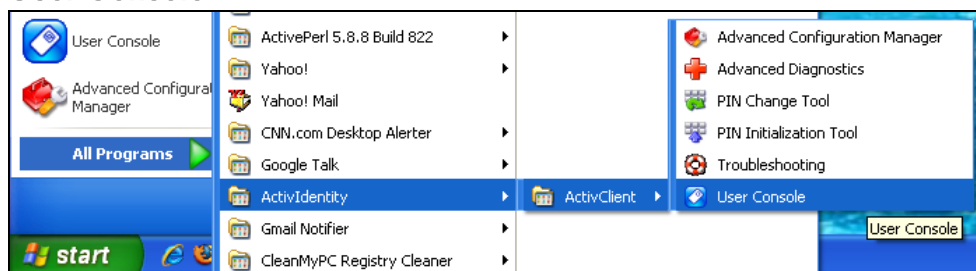 User Console
Advanced Configurat
Manager
All Programs
start
ActivePerl 5.8.8 Build 822
Yahoo!
Yahoo! Mail
CNN.com Desktop Alerter
Google Talk
ActivIdentity
Gmail Notifier
CleanMyPC Registry Cleaner
ActivClient
Advanced Configuration Manager
Advanced Diagnostics
PIN Change Tool
PIN Initialization Tool
Troubleshooting
User Console
User Console